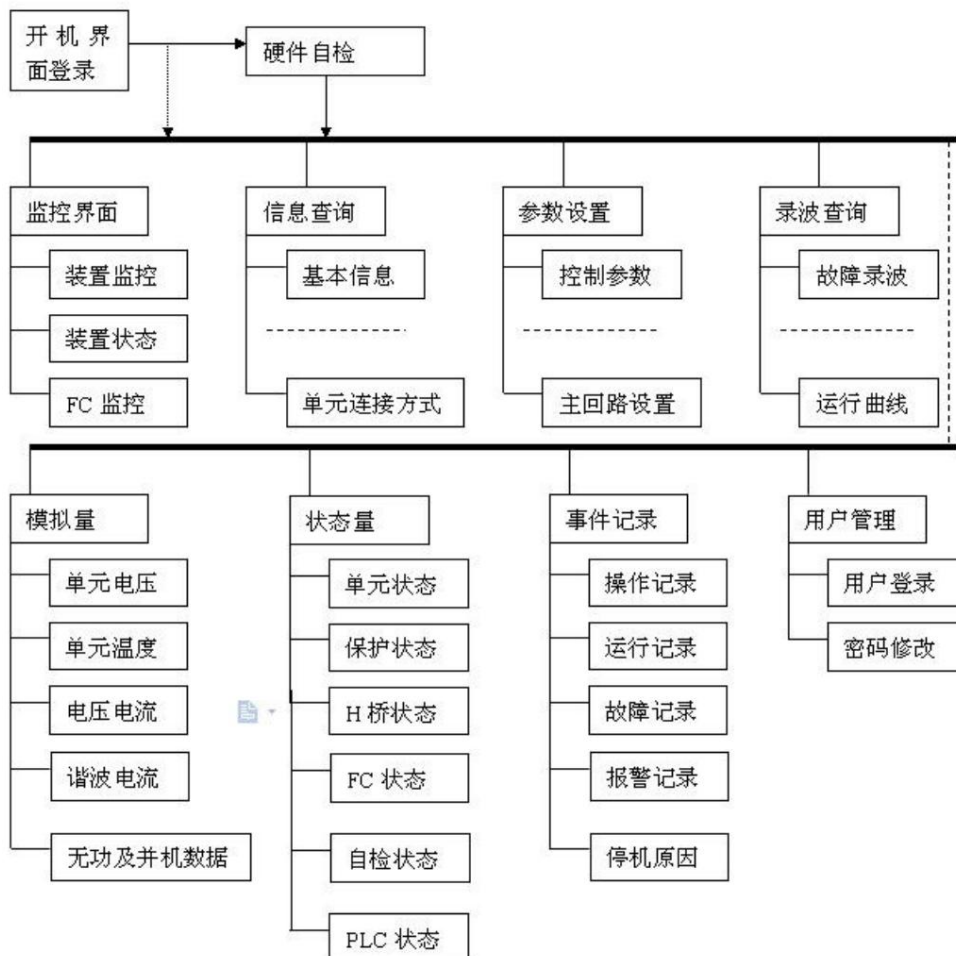 开机界
面登录
硬件自检
监控界面
信息查询
参数设置
录波查询
装置监控
基本信息
控制参数
故障录波
装置状态
FC 监控
单元连接方式
主回路设置
运行曲线
模拟量
状态量
事件记录
用户管理
单元电压
单元状态
操作记录
用户登录
单元温度
保护状态
运行记录
密码修改
电压电流
H 桥状态
故障记录
谐波电流
FC 状态
报警记录
无功及并机数据
自检状态
停机原因
PLC 状态